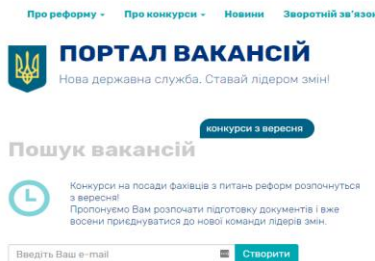 Про реформу Про конкурси Новини Зворотній зв'язок
ПОРТАЛ ВАКАНСІЙ
Нова державна служба. Ставай лідером змін!
конкурси з вересня
Пошук вакансій
Конкурси на посади фахівців з питань реформ розпочнуться
з вересня!
Пропонуємо Вам розпочати підготовку документів і вже
восени приєднуватися до нової команди лідерів змін.
Введіть Ваш e-mail Створити